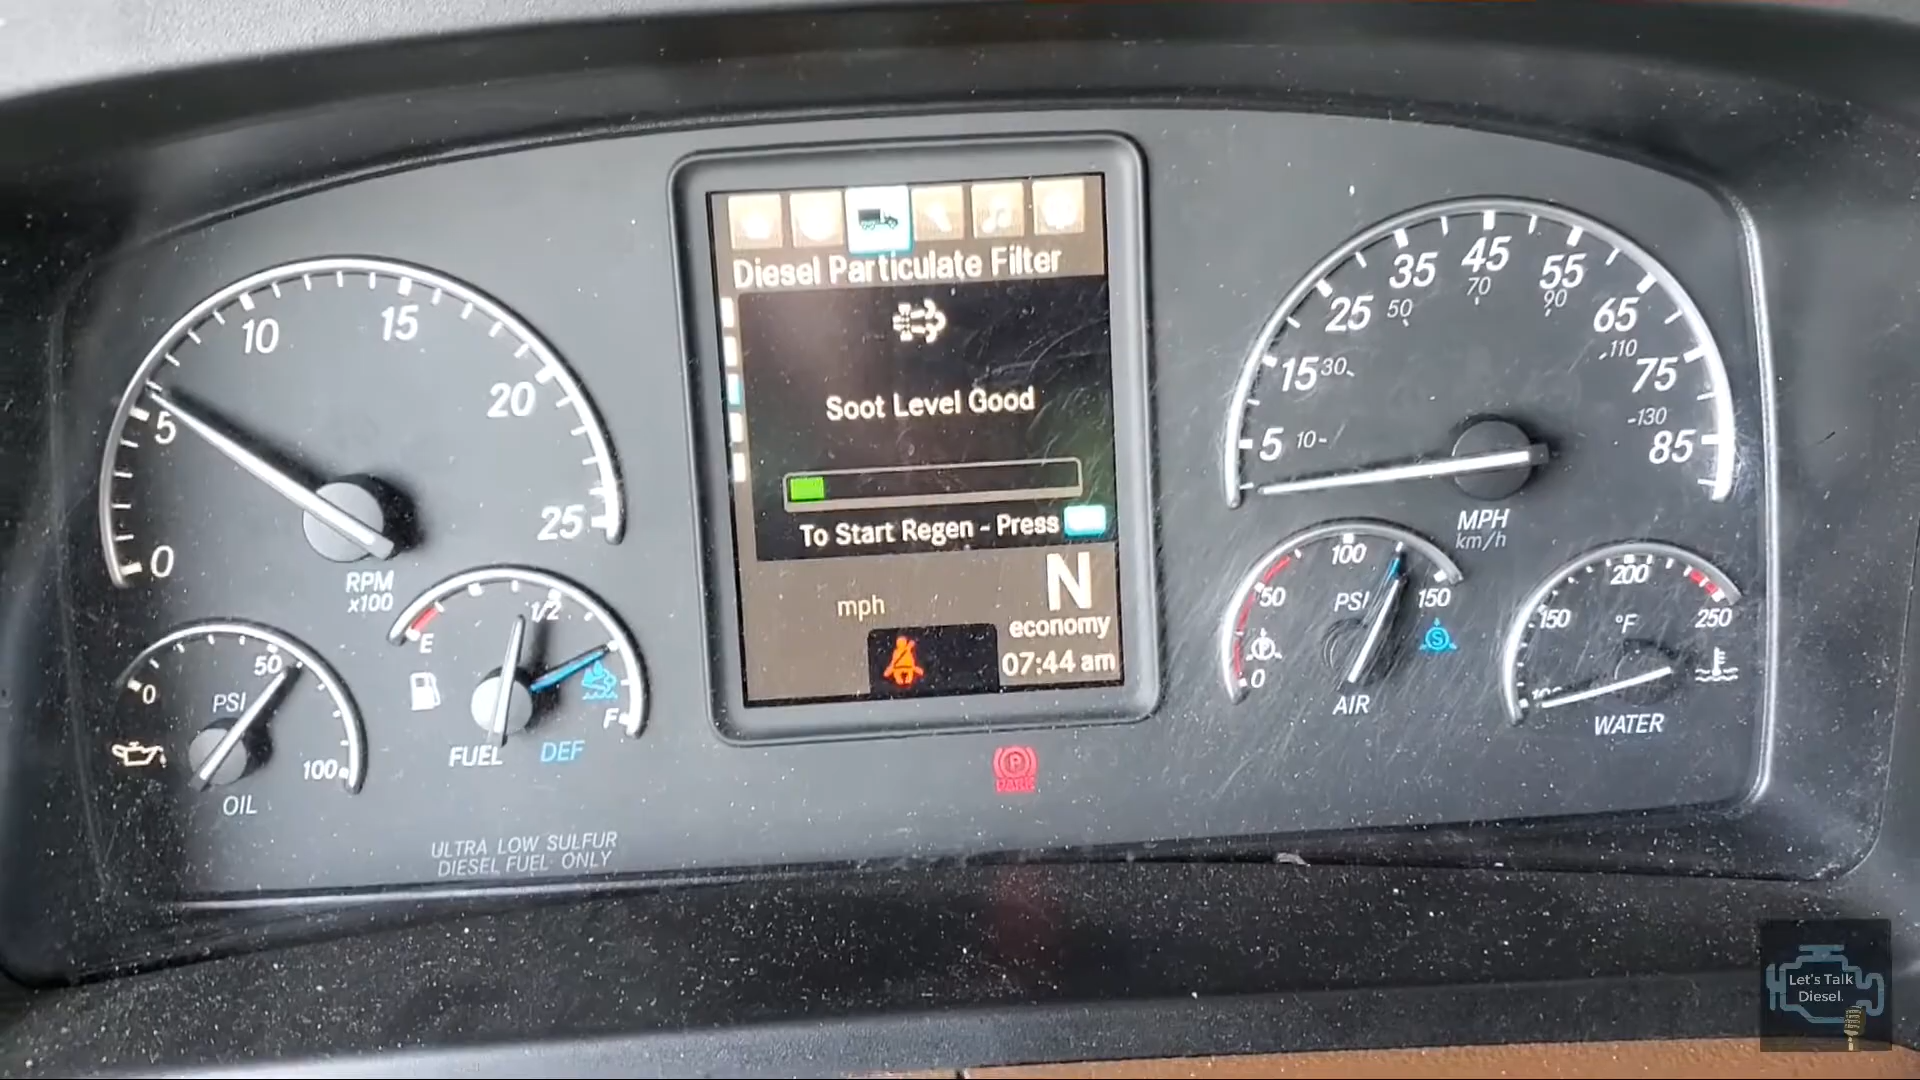 Diesel Particulate Filter
Soot Level Good
To Start Regen - Press OK
mph
N
economy
07:44 am
0
5
10
15
20
25
RPM
x100
0
50
100
PSI
OIL
E
1/2
F
FUEL
DEF
ULTRA LOW SULFUR
DIESEL FUEL ONLY
P
PARK
5
15
25
35
45
55
65
75
85
10
30
50
70
90
110
130
MPH
km/h
0
50
100
150
PSI
S
AIR
150
200
250
°F
WATER
Let's Talk
Diesel.